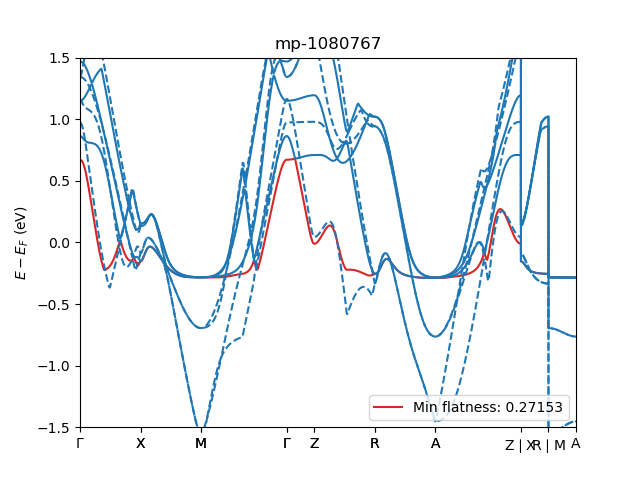 mp-1080767
E − E_F (eV)
1.5
1.0
0.5
0.0
−0.5
−1.0
−1.5
Min flatness: 0.27153
Γ X M Γ Z R A Z | X R | M A